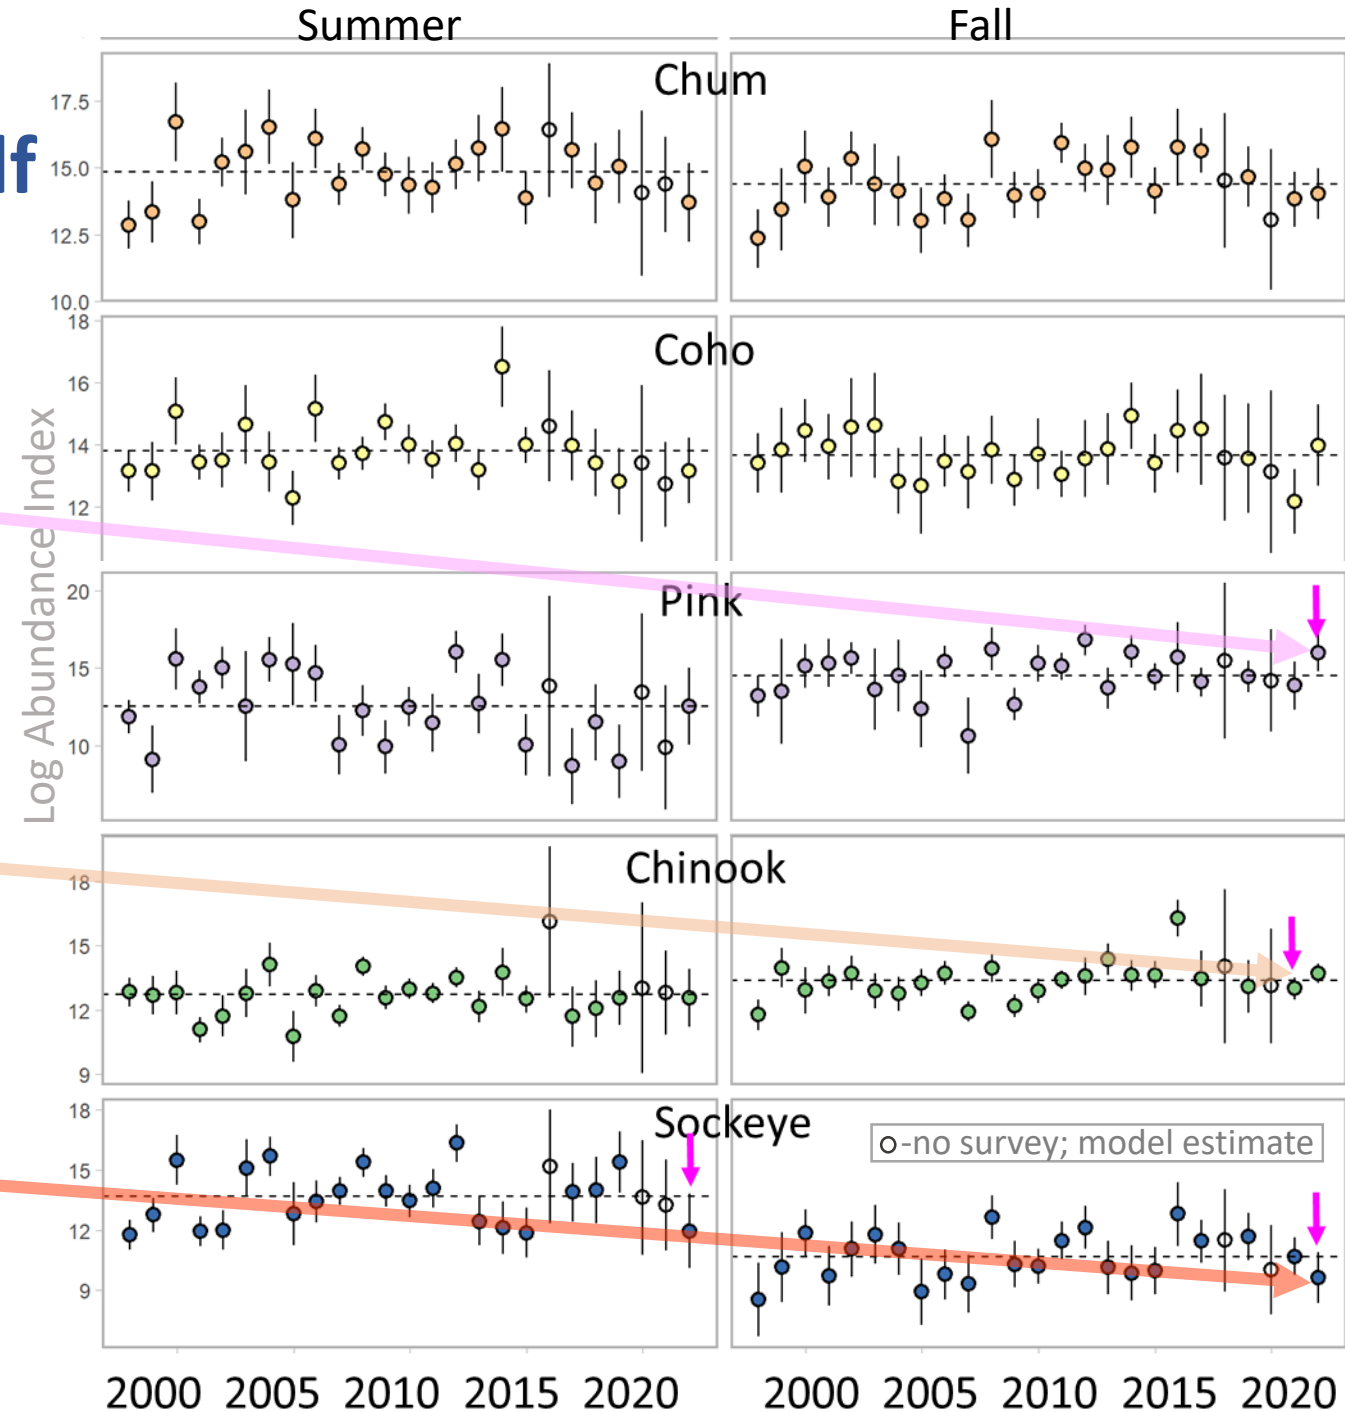 Summer Fall
lf
Log Abundance Index
Chum
17.5
15.0
12.5
10.0
Coho
18
16
14
12
Pink
20
15
10
Chinook
18
15
12
9
Sockeye
-no survey; model estimate
18
15
12
9
2000 2005 2010 2015 2020 2000 2005 2010 2015 2020